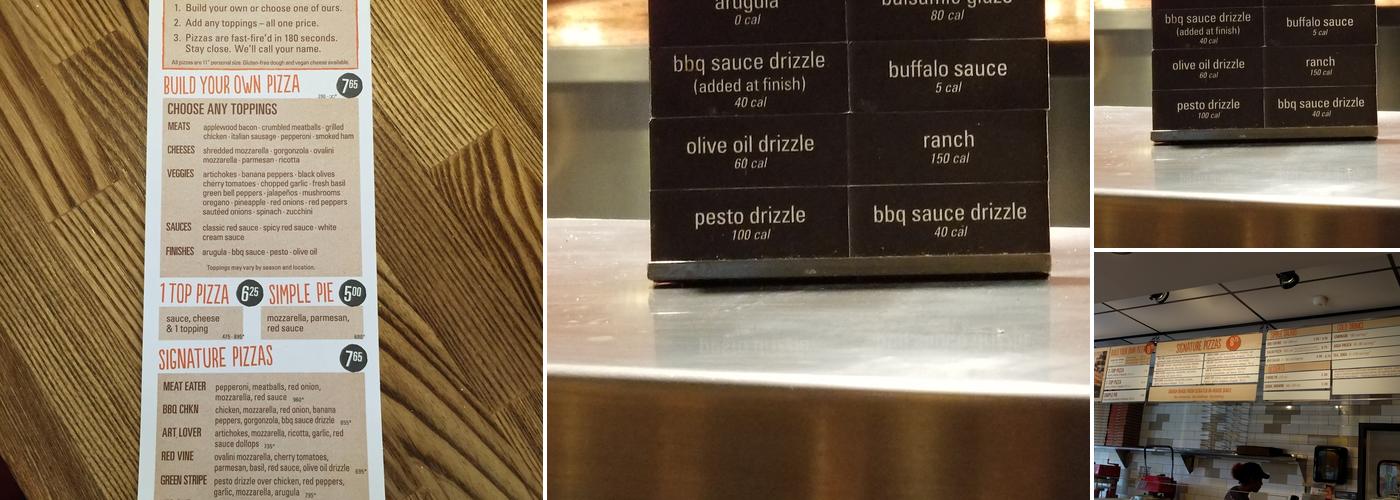 1. Build your own or choose one of ours.
2. Add any toppings – all one price.
3. Pizzas are fast-fire'd in 180 seconds.
Stay close. We'll call your name.
All pizzas are 11" personal size. Gluten-free dough and vegan cheese available.
BUILD YOUR OWN PIZZA 7 65
CHOOSE ANY TOPPINGS
MEATS applewood bacon · crumbled meatballs · grilled
chicken · italian sausage · pepperoni · smoked ham
CHEESES shredded mozzarella · gorgonzola · ovalini
mozzarella · parmesan · ricotta
VEGGIES artichokes · banana peppers · black olives
cherry tomatoes · chopped garlic · fresh basil
green bell peppers · jalapeños · mushrooms
oregano · pineapple · red onions · red peppers
sautéed onions · spinach · zucchini
SAUCES classic red sauce · spicy red sauce · white
cream sauce
FINISHES arugula · bbq sauce · pesto · olive oil
Toppings may vary by season and location.
1 TOP PIZZA 6 25 SIMPLE PIE 5 00
sauce, cheese
& 1 topping
mozzarella, parmesan,
red sauce
SIGNATURE PIZZAS 7 65
MEAT EATER pepperoni, meatballs, red onion,
mozzarella, red sauce 960*
BBQ CHKN chicken, mozzarella, red onion, banana
peppers, gorgonzola, bbq sauce drizzle 855*
ART LOVER artichokes, mozzarella, ricotta, garlic, red
sauce dollops 735*
RED VINE ovalini mozzarella, cherry tomatoes,
parmesan, basil, red sauce, olive oil drizzle 695*
GREEN STRIPE pesto drizzle over chicken, red peppers,
garlic, mozzarella, arugula 795*
arugula
0 cal
balsamic glaze
80 cal
bbq sauce drizzle
(added at finish)
40 cal
buffalo sauce
5 cal
olive oil drizzle
60 cal
ranch
150 cal
pesto drizzle
100 cal
bbq sauce drizzle
40 cal
bbq sauce drizzle
(added at finish)
40 cal
buffalo sauce
5 cal
olive oil drizzle
60 cal
ranch
150 cal
pesto drizzle
100 cal
bbq sauce drizzle
40 cal
SIGNATURE PIZZAS